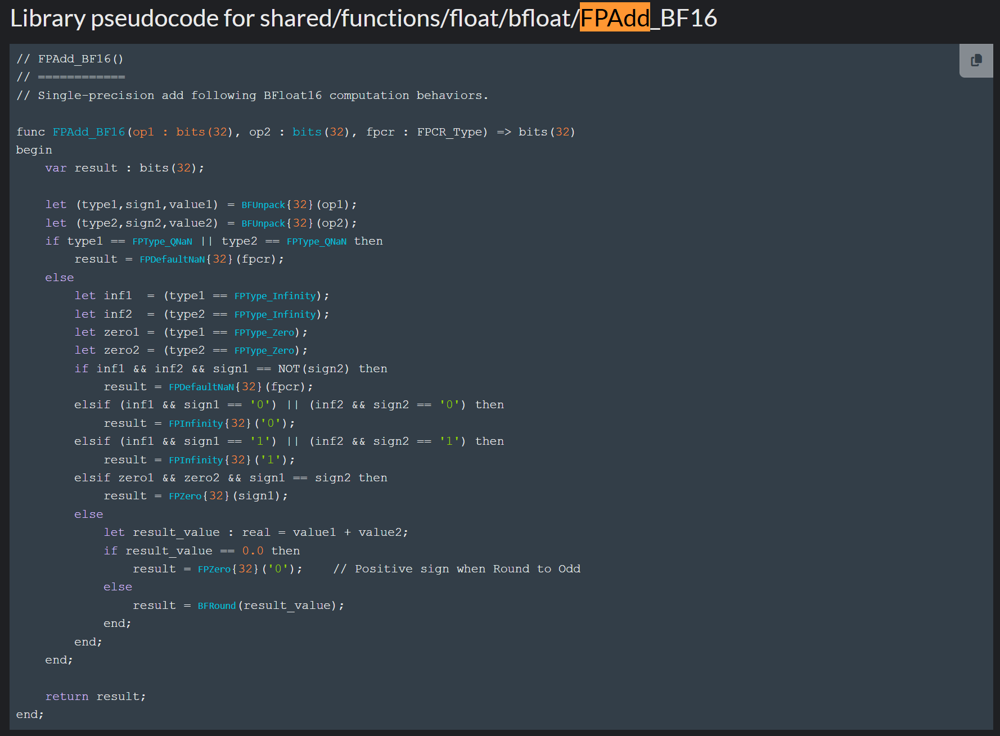 Library pseudocode for shared/functions/float/bfloat/FPAdd_BF16
// FPAdd_BF16()
// ============
// Single-precision add following BFloat16 computation behaviors.
func FPAdd_BF16(op1 : bits(32), op2 : bits(32), fpcr : FPCR_Type) => bits(32)
begin
    var result : bits(32);
    let (type1,sign1,value1) = BFUnpack{32}(op1);
    let (type2,sign2,value2) = BFUnpack{32}(op2);
    if type1 == FPType_QNaN || type2 == FPType_QNaN then
        result = FPDefaultNaN{32}(fpcr);
    else
        let inf1  = (type1 == FPType_Infinity);
        let inf2  = (type2 == FPType_Infinity);
        let zero1 = (type1 == FPType_Zero);
        let zero2 = (type2 == FPType_Zero);
        if inf1 && inf2 && sign1 == NOT(sign2) then
            result = FPDefaultNaN{32}(fpcr);
        elsif (inf1 && sign1 == '0') || (inf2 && sign2 == '0') then
            result = FPInfinity{32}('0');
        elsif (inf1 && sign1 == '1') || (inf2 && sign2 == '1') then
            result = FPInfinity{32}('1');
        elsif zero1 && zero2 && sign1 == sign2 then
            result = FPZero{32}(sign1);
        else
            let result_value : real = value1 + value2;
            if result_value == 0.0 then
                result = FPZero{32}('0');    // Positive sign when Round to Odd
            else
                result = BFRound(result_value);
            end;
        end;
    end;
    return result;
end;